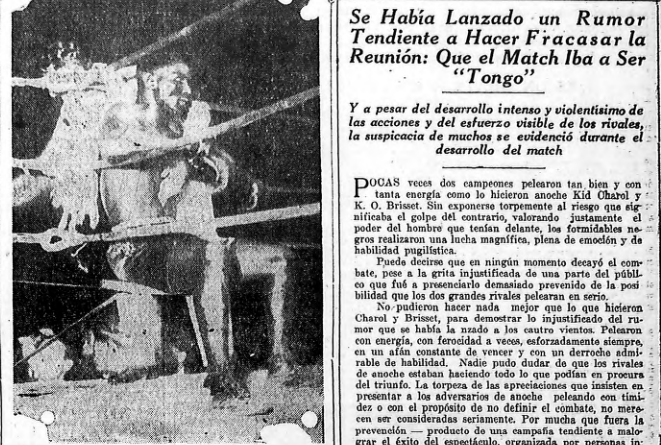 Se Había Lanzado un Rumor
Tendiente a Hacer Fracasar la
Reunión: Que el Match Iba a Ser
“Tongo”
Y a pesar del desarrollo intenso y violentísimo de
las acciones y del esfuerzo visible de los rivales,
la suspicacia de muchos se evidenció durante el
desarrollo del match
POCAS veces dos campeones pelearon tan bien y con
tanta energía como lo hicieron anoche Kid Charol y
K. O. Brisset. Sin exponerse torpemente al riesgo que sig-
nificaba el golpe del contrario, valorando justamente el
poder del hombre que tenían delante, los formidables ne-
gros realizaron una lucha magnífica, plena de emoción y de
habilidad pugilística.
Puede decirse que en ningún momento decayó el com-
bate, pese a la grita injustificada de una parte del públi-
co que fué a presenciarlo demasiado prevenido de la posi
bilidad que los dos grandes rivales pelearan en serio.
No pudieron hacer nada mejor que lo que hicieron
Charol y Brisset, para demostrar lo injustificado del ru-
mor que se había la nzado a los cautro vientos. Pelearon
con energía, con ferocidad a veces, esforzadamente siempre,
en un afán constante de vencer y con un derroche admi-
rable de habilidad. Nadie pudo dudar de que los rivales
de anoche estaban haciendo todo lo que podían en procura
del triunfo. La torpeza de las apreciaciones que insisten en
presentar a los adversarios de anoche peleando con timi-
dez o con el propósito de no definir el combate, no mere-
cen ser consideradas seriamente. Por mucho que fuera la
prevención — producto de una campaña tendiente a malo-
grar el éxito del espectáculo, organizada por personas in-